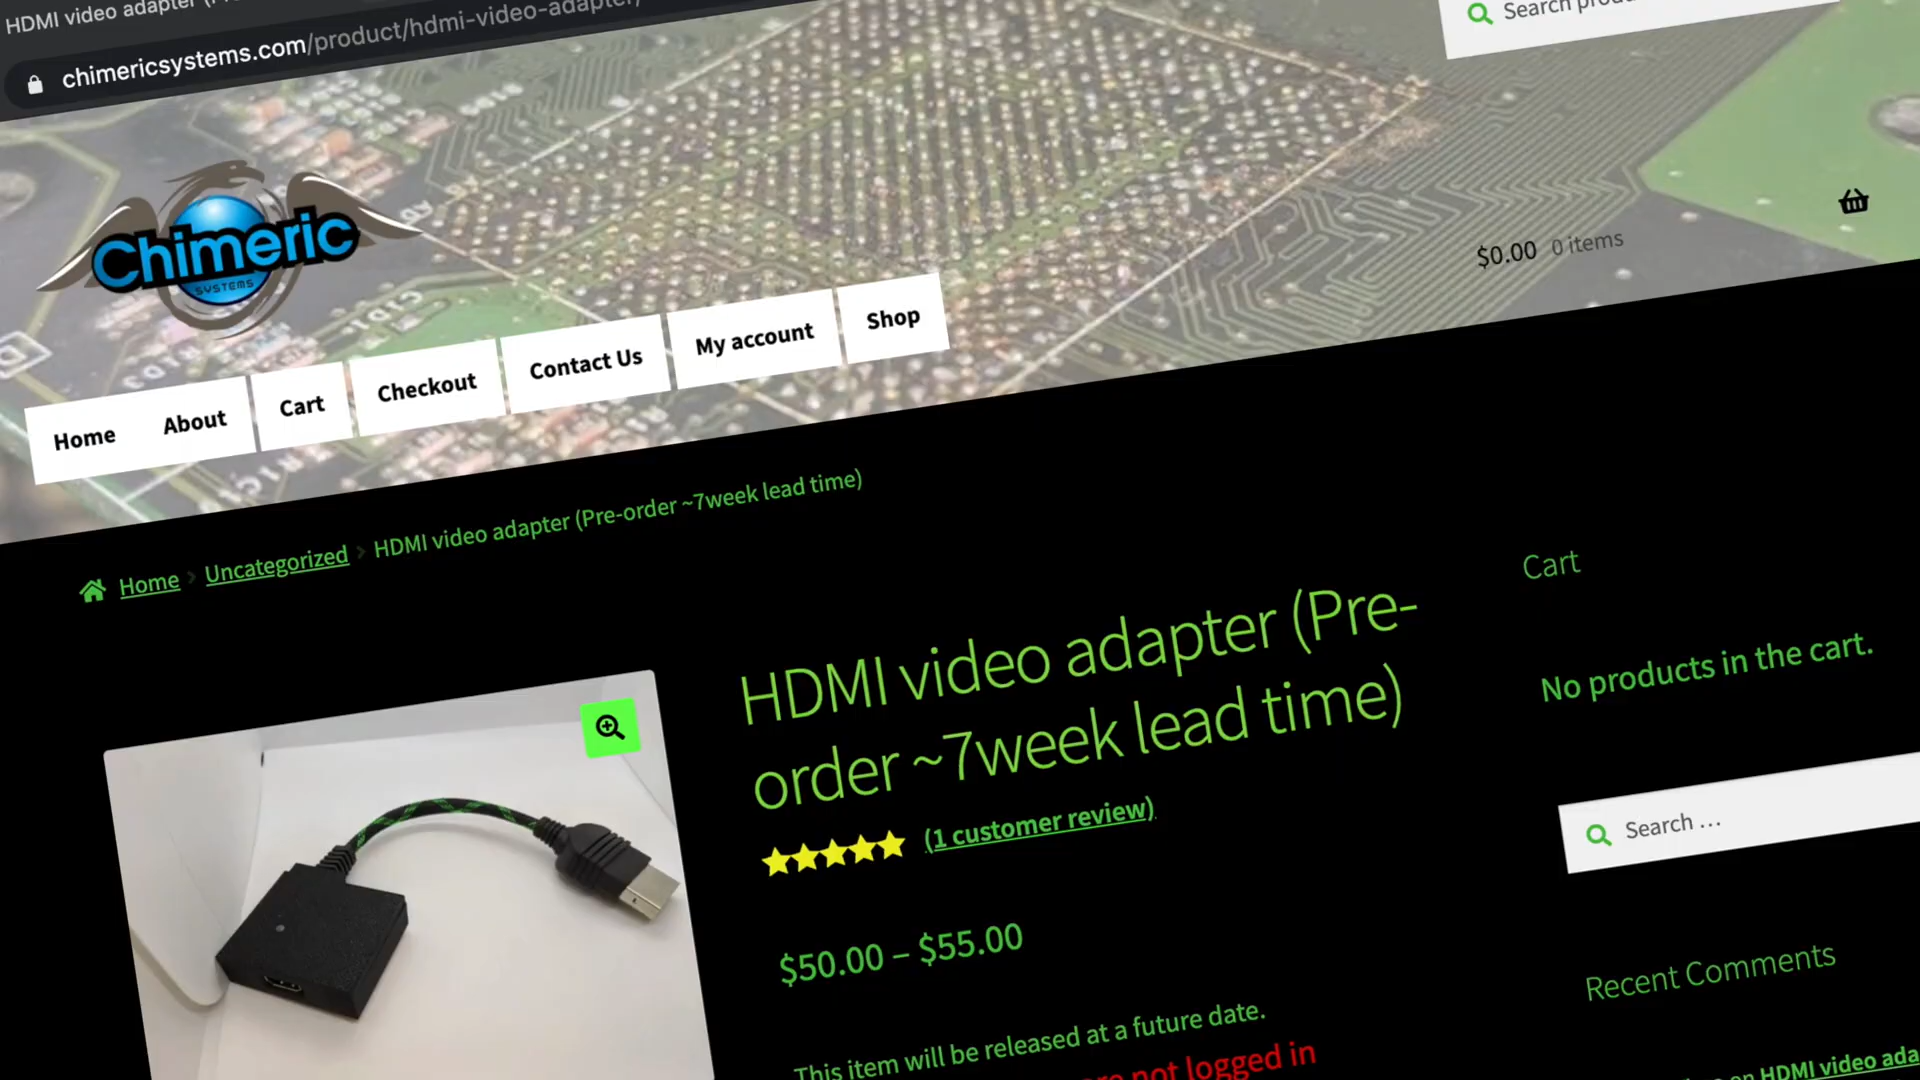 HDMI video adapter
chimericsystems.com/product/hdmi-video-adapter/
Search
Chimeric
SYSTEMS
$0.00 0 items
Home
About
Cart
Checkout
Contact Us
My account
Shop
Home
Uncategorized
HDMI video adapter (Pre-order ~7week lead time)
HDMI video adapter (Pre-
order ~7week lead time)
(1 customer review)
$50.00 – $55.00
This item will be released at a future date.
not logged in
Cart
No products in the cart.
Search …
Recent Comments
on HDMI video